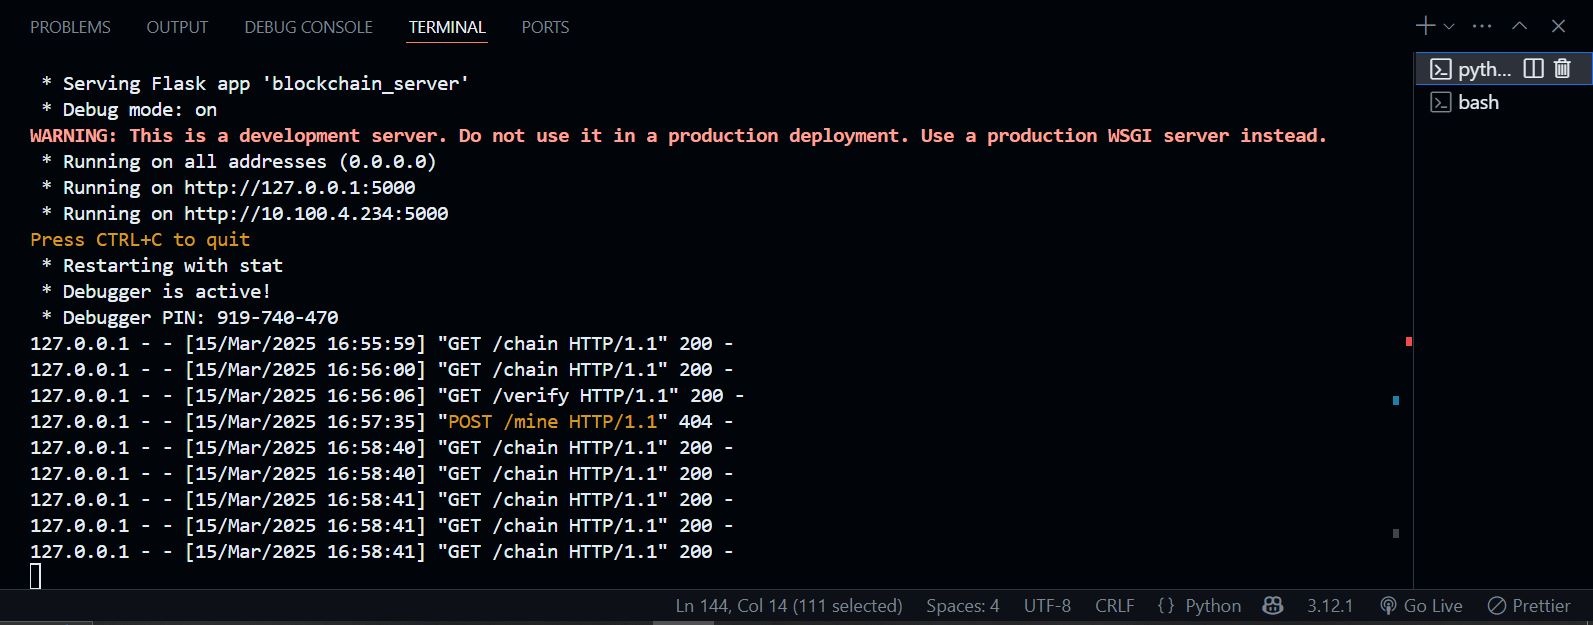 PROBLEMS OUTPUT DEBUG CONSOLE TERMINAL PORTS
pyth...
bash
* Serving Flask app 'blockchain_server'
* Debug mode: on
WARNING: This is a development server. Do not use it in a production deployment. Use a production WSGI server instead.
* Running on all addresses (0.0.0.0)
* Running on http://127.0.0.1:5000
* Running on http://10.100.4.234:5000
Press CTRL+C to quit
* Restarting with stat
* Debugger is active!
* Debugger PIN: 919-740-470
127.0.0.1 - - [15/Mar/2025 16:55:59] "GET /chain HTTP/1.1" 200 -
127.0.0.1 - - [15/Mar/2025 16:56:00] "GET /chain HTTP/1.1" 200 -
127.0.0.1 - - [15/Mar/2025 16:56:06] "GET /verify HTTP/1.1" 200 -
127.0.0.1 - - [15/Mar/2025 16:57:35] "POST /mine HTTP/1.1" 404 -
127.0.0.1 - - [15/Mar/2025 16:58:40] "GET /chain HTTP/1.1" 200 -
127.0.0.1 - - [15/Mar/2025 16:58:40] "GET /chain HTTP/1.1" 200 -
127.0.0.1 - - [15/Mar/2025 16:58:41] "GET /chain HTTP/1.1" 200 -
127.0.0.1 - - [15/Mar/2025 16:58:41] "GET /chain HTTP/1.1" 200 -
127.0.0.1 - - [15/Mar/2025 16:58:41] "GET /chain HTTP/1.1" 200 -
Ln 144, Col 14 (111 selected) Spaces: 4 UTF-8 CRLF {} Python 3.12.1 Go Live Prettier